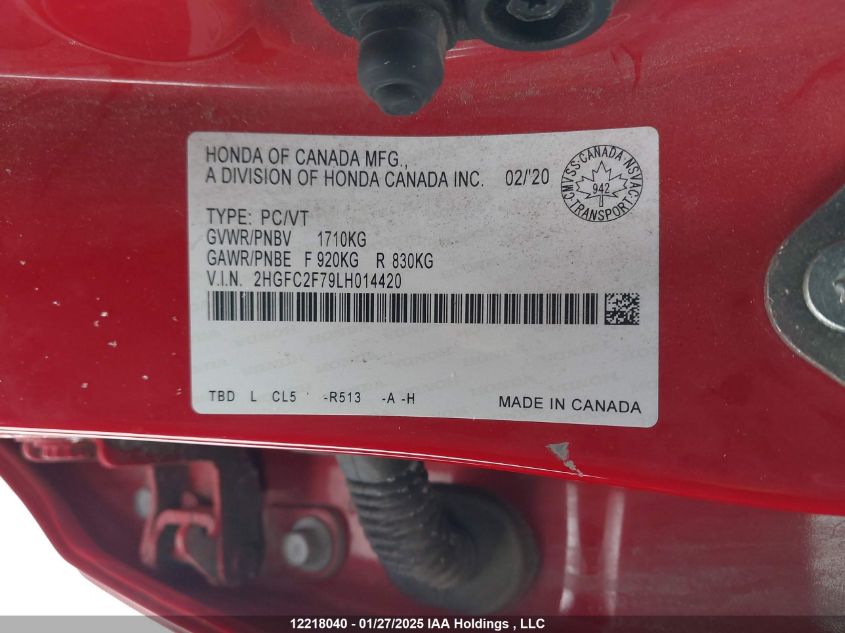 HONDA OF CANADA MFG.,
A DIVISION OF HONDA CANADA INC. 02/'20
CMVSS·CANADA·NSVAC
942
TRANSPORT
TYPE: PC/VT
GVWR/PNBV 1710KG
GAWR/PNBE F 920KG R 830KG
V.I.N. 2HGFC2F79LH014420
TBD L CL5 -R513 -A -H
MADE IN CANADA
12218040 - 01/27/2025 IAA Holdings , LLC